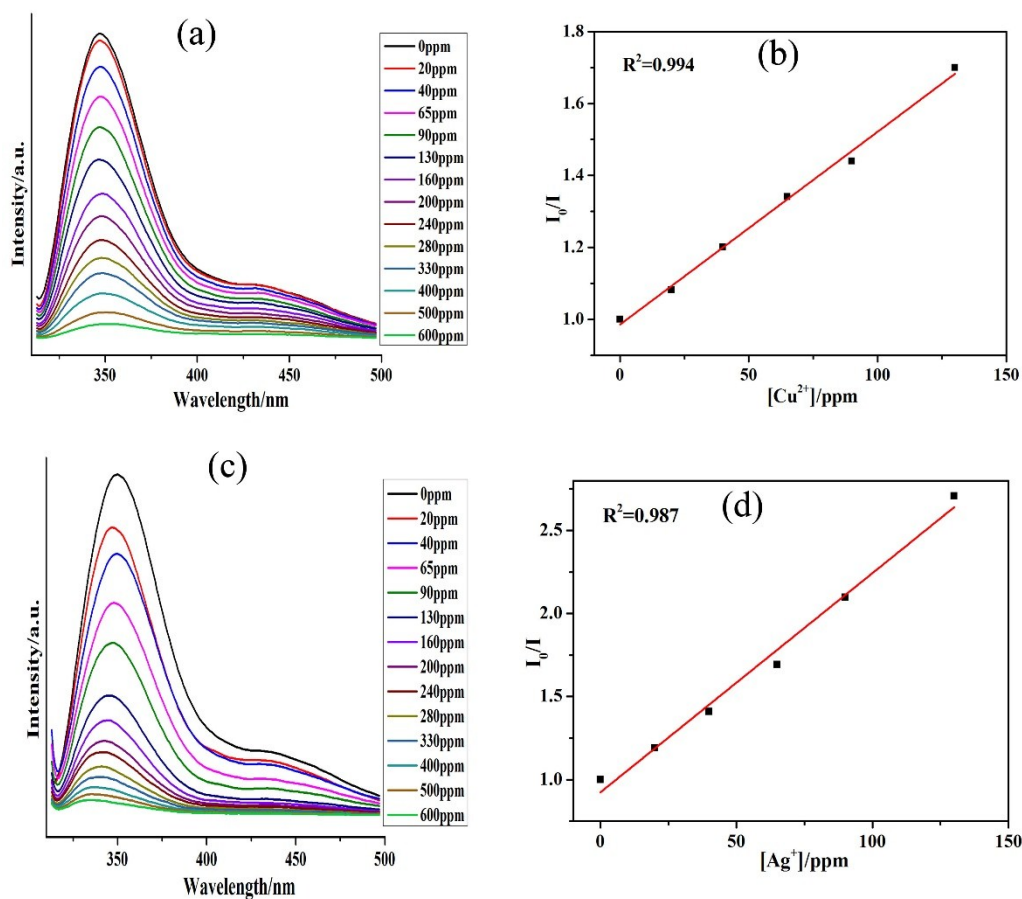 (a)
Intensity/a.u.
0ppm
20ppm
40ppm
65ppm
90ppm
130ppm
160ppm
200ppm
240ppm
280ppm
330ppm
400ppm
500ppm
600ppm
350 400 450 500
Wavelength/nm
(b)
R²=0.994
I₀/I
1.8
1.6
1.4
1.2
1.0
0 50 100 150
[Cu²⁺]/ppm
(c)
Intensity/a.u.
0ppm
20ppm
40ppm
65ppm
90ppm
130ppm
160ppm
200ppm
240ppm
280ppm
330ppm
400ppm
500ppm
600ppm
350 400 450 500
Wavelength/nm
(d)
R²=0.987
I₀/I
2.5
2.0
1.5
1.0
0 50 100 150
[Ag⁺]/ppm